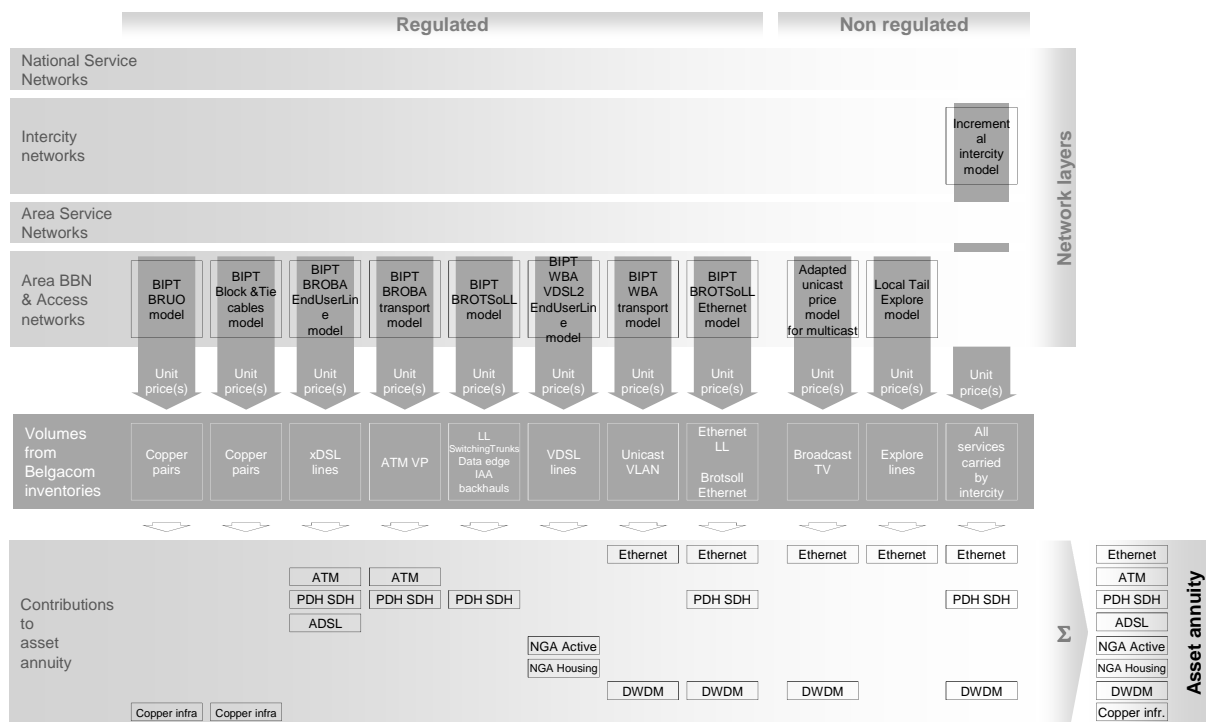 Regulated
Non regulated
National Service
Networks
Intercity
networks
Increment
al
intercity
model
Area Service
Networks
Area BBN
& Access
networks
BIPT
BRUO
model
BIPT
Block &Tie
cables
model
BIPT
BROBA
EndUserLin
e
model
BIPT
BROBA
transport
model
BIPT
BROTSoLL
model
BIPT
WBA
VDSL2
EndUserLin
e
model
BIPT
WBA
transport
model
BIPT
BROTSoLL
Ethernet
model
Adapted
unicast
price
model
for multicast
Local Tail
Explore
model
Network layers
Unit
price(s)
Unit
price(s)
Unit
price(s)
Unit
price(s)
Unit
price(s)
Unit
price(s)
Unit
price(s)
Unit
price(s)
Unit
price(s)
Unit
price(s)
Unit
price(s)
Volumes
from
Belgacom
inventories
Copper
pairs
Copper
pairs
xDSL
lines
ATM VP
LL
SwitchingTrunks
Data edge
IAA
backhauls
VDSL
lines
Unicast
VLAN
Ethernet
LL
Brotsoll
Ethernet
Broadcast
TV
Explore
lines
All
services
carried
by
intercity
Contributions
to
asset
annuity
Ethernet
Ethernet
Ethernet
Ethernet
Ethernet
ATM
ATM
PDH SDH
PDH SDH
PDH SDH
PDH SDH
PDH SDH
ADSL
NGA Active
NGA Housing
DWDM
DWDM
DWDM
DWDM
Copper infra
Copper infra
Σ
Ethernet
ATM
PDH SDH
ADSL
NGA Active
NGA Housing
DWDM
Copper infr.
Asset annuity